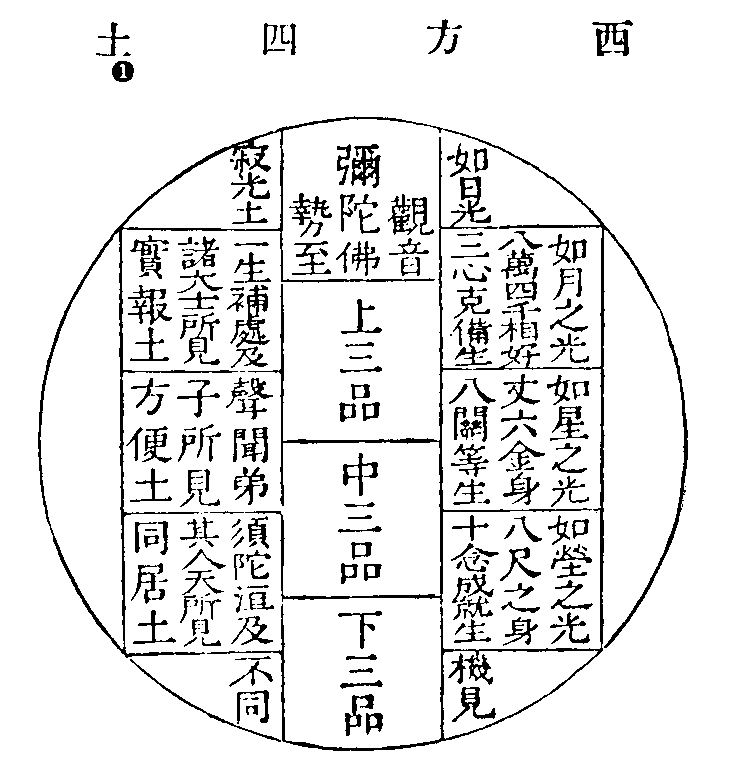 西方四土
❶
如日光
觀音
彌陀佛
勢至
寂光土
如月之光
八萬四千相好
三心克備生
上三品
一生補處及
諸大士所見
實報土
如星之光
丈六金身
八關等生
中三品
聲聞弟
子所見
方便土
如螢之光
八尺之身
十念成就生
下三品
須陀洹及
其人天所見
同居土
機見
不同